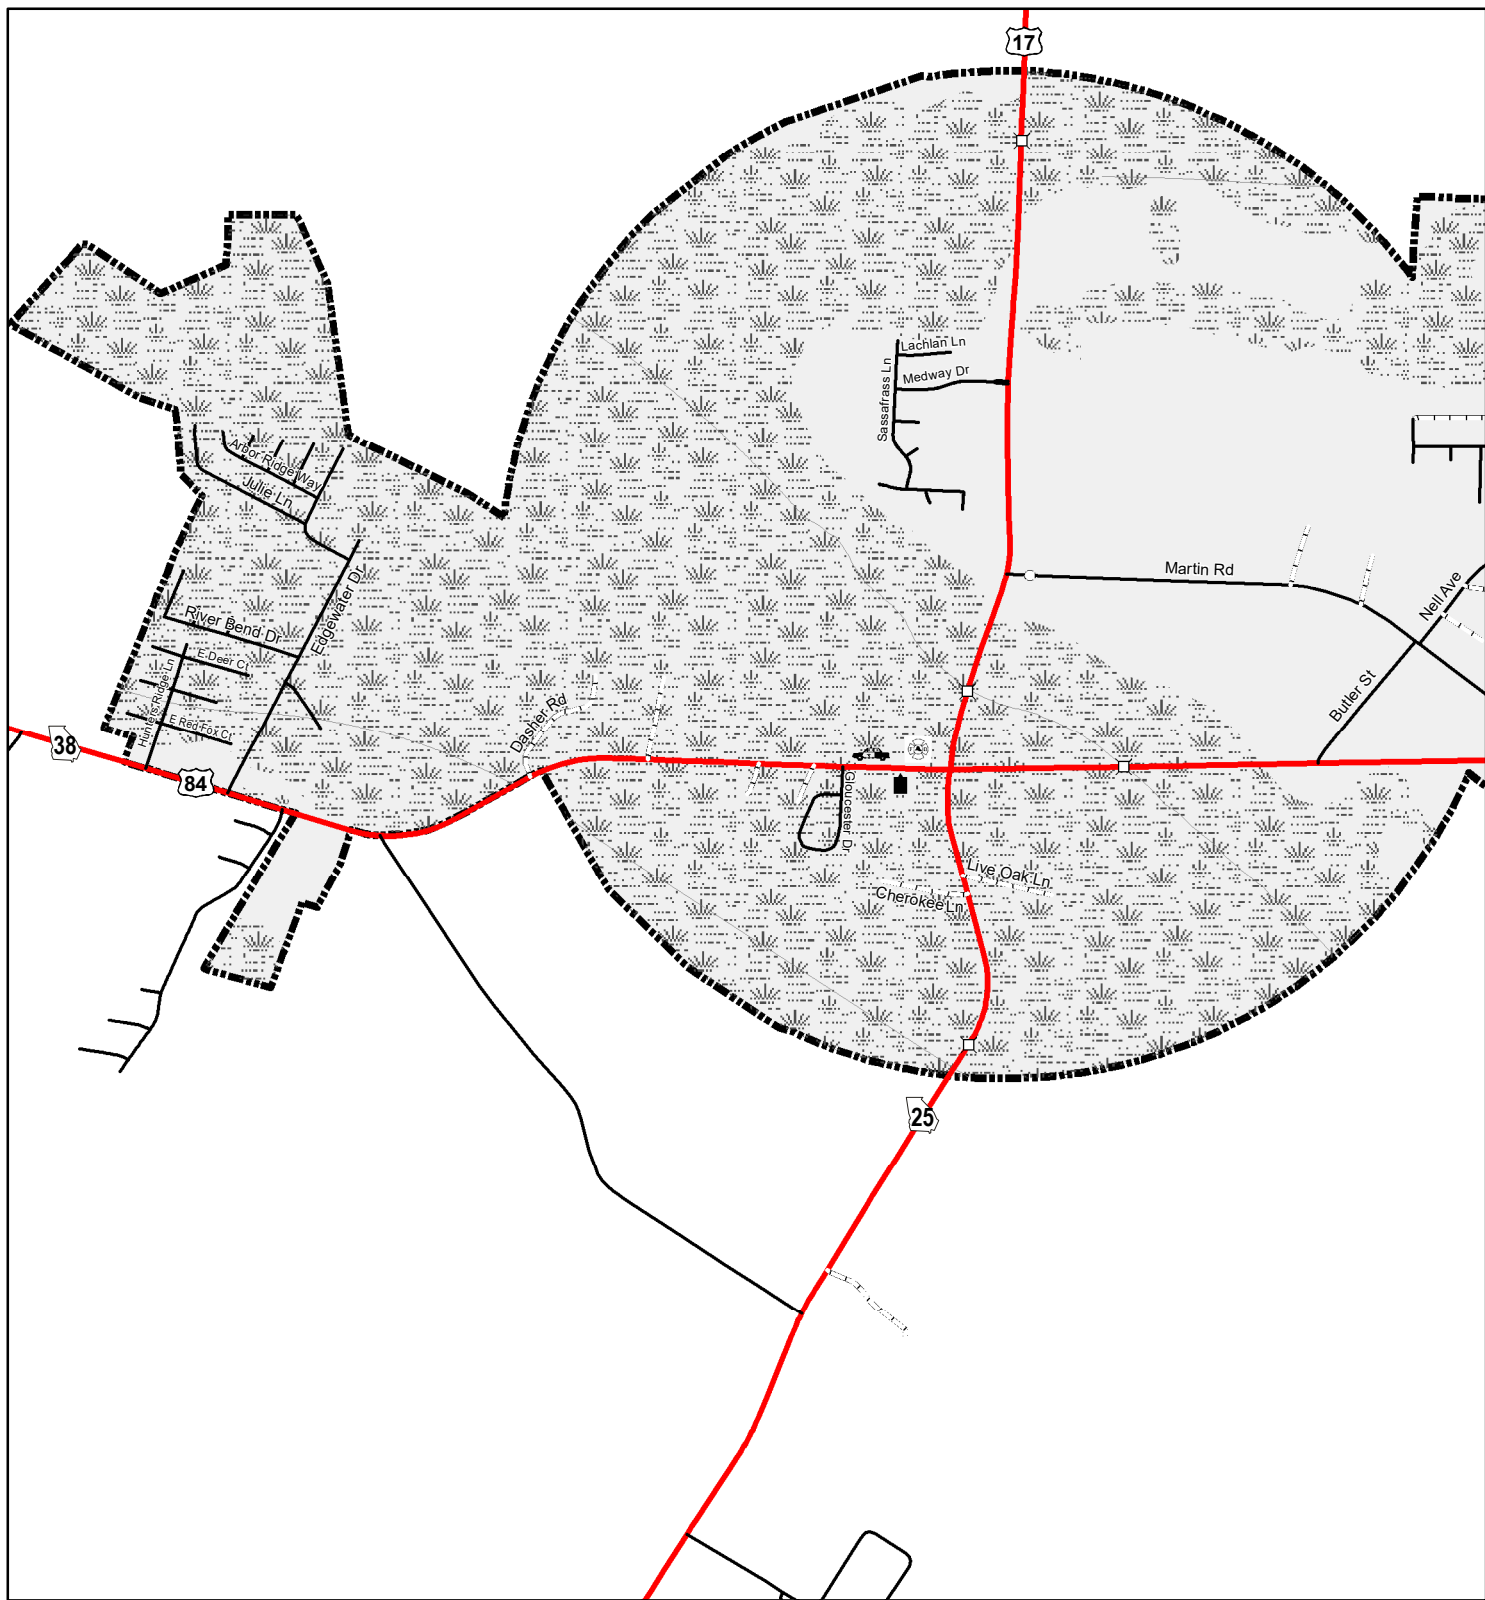 17
Lachlan Ln
Medway Dr
Sassafrass Ln
Arbor Ridge Way
Julie Ln
Edgewater Dr
River Bend Dr
E Deer Ct
Hunters Ridge Ln
E Red Fox Ct
Martin Rd
Nell Ave
Butler St
Dasher Rd
38
84
Gloucester Dr
Live Oak Ln
Cherokee Ln
25